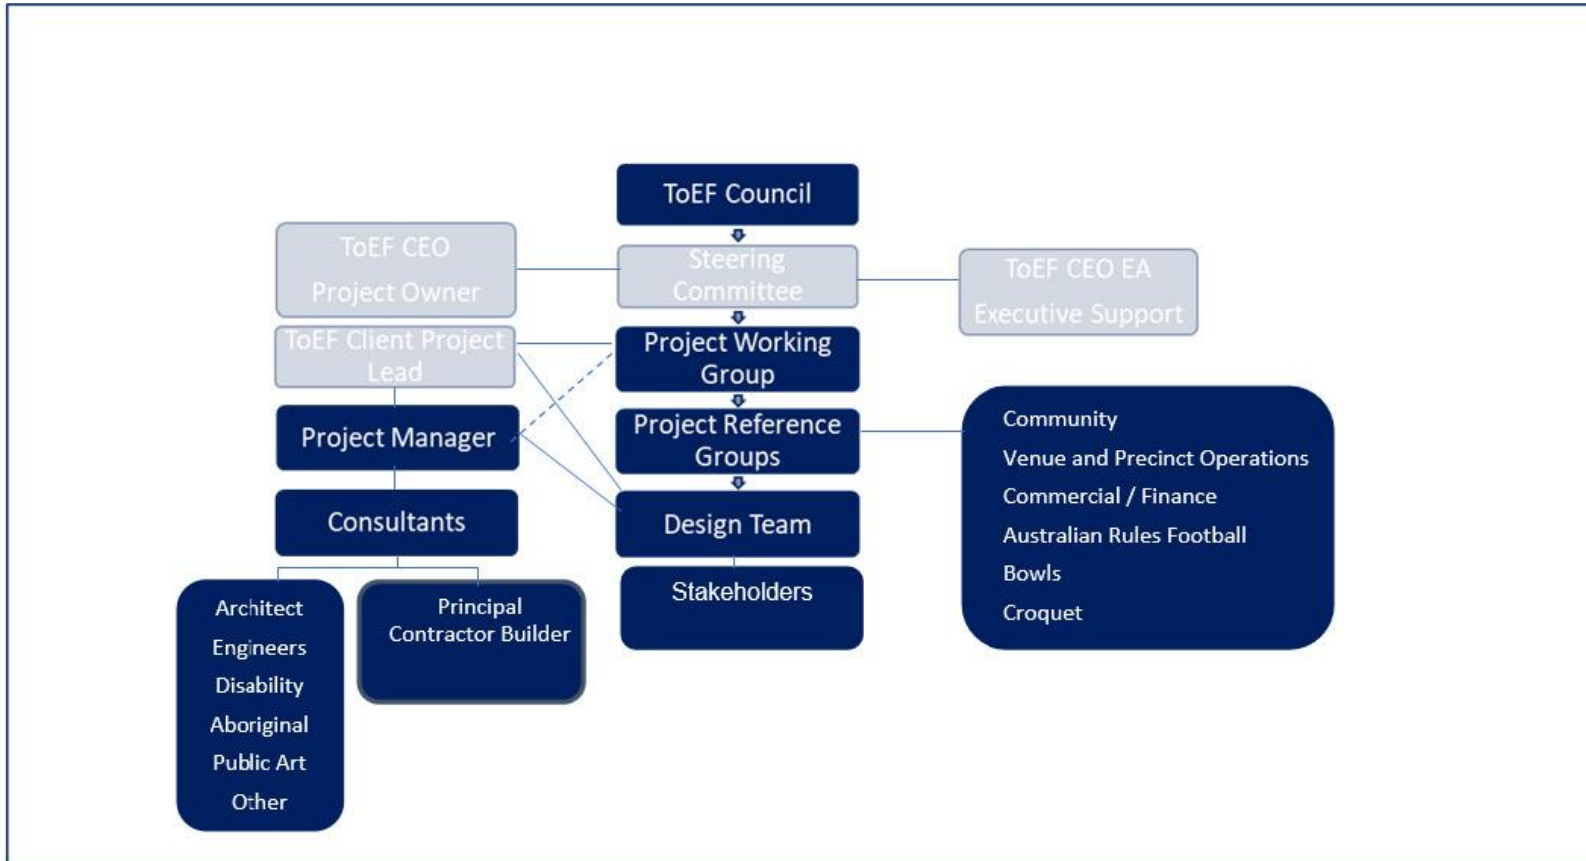 ToEF Council
ToEF CEO
Project Owner
Steering
Committee
ToEF CEO EA
Executive Support
ToEF Client Project
Lead
Project Working
Group
Project Manager
Project Reference
Groups
Community
Venue and Precinct Operations
Commercial / Finance
Australian Rules Football
Bowls
Croquet
Consultants
Design Team
Architect
Engineers
Disability
Aboriginal
Public Art
Other
Principal
Contractor Builder
Stakeholders